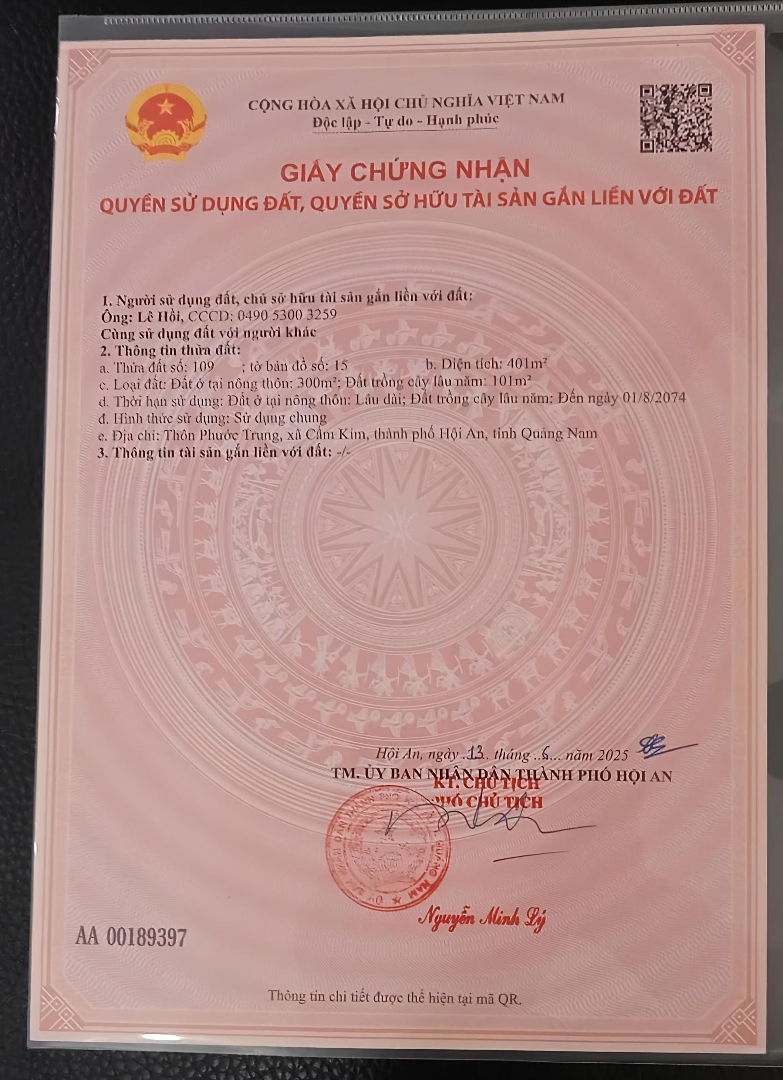 CỘNG HÒA XÃ HỘI CHỦ NGHĨA VIỆT NAM
Độc lập - Tự do - Hạnh phúc
GIẤY CHỨNG NHẬN
QUYỀN SỬ DỤNG ĐẤT, QUYỀN SỞ HỮU TÀI SẢN GẮN LIỀN VỚI ĐẤT
1. Người sử dụng đất, chủ sở hữu tài sản gắn liền với đất:
Ông: Lê Hồi, CCCD: 0490 5300 3259
Cùng sử dụng đất với người khác
2. Thông tin thửa đất:
a. Thửa đất số: 109 ; tờ bản đồ số: 15 b. Diện tích: 401m²
c. Loại đất: Đất ở tại nông thôn: 300m²; Đất trồng cây lâu năm: 101m²
d. Thời hạn sử dụng: Đất ở tại nông thôn: Lâu dài; Đất trồng cây lâu năm: Đến ngày 01/8/2074
đ. Hình thức sử dụng: Sử dụng chung
e. Địa chỉ: Thôn Phước Trung, xã Cẩm Kim, thành phố Hội An, tỉnh Quảng Nam
3. Thông tin tài sản gắn liền với đất: -/-
Hội An, ngày 13 tháng 6 năm 2025
TM. ỦY BAN NHÂN DÂN THÀNH PHỐ HỘI AN
KT. CHỦ TỊCH
PHÓ CHỦ TỊCH
Nguyễn Minh Lý
AA 00189397
Thông tin chi tiết được thể hiện tại mã QR.